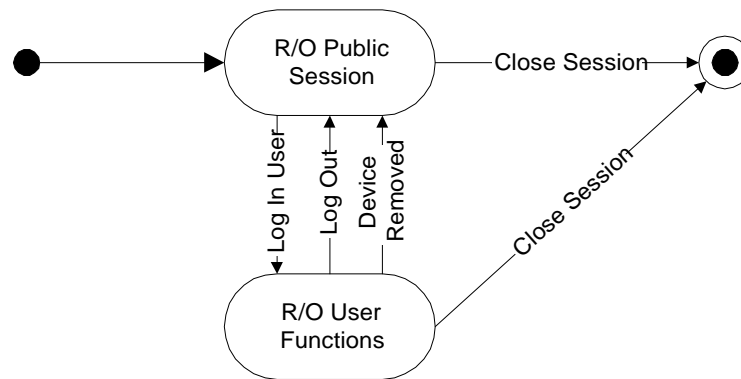 R/O Public
Session
Close Session
Log In User
Log Out
Device
Removed
Close Session
R/O User
Functions